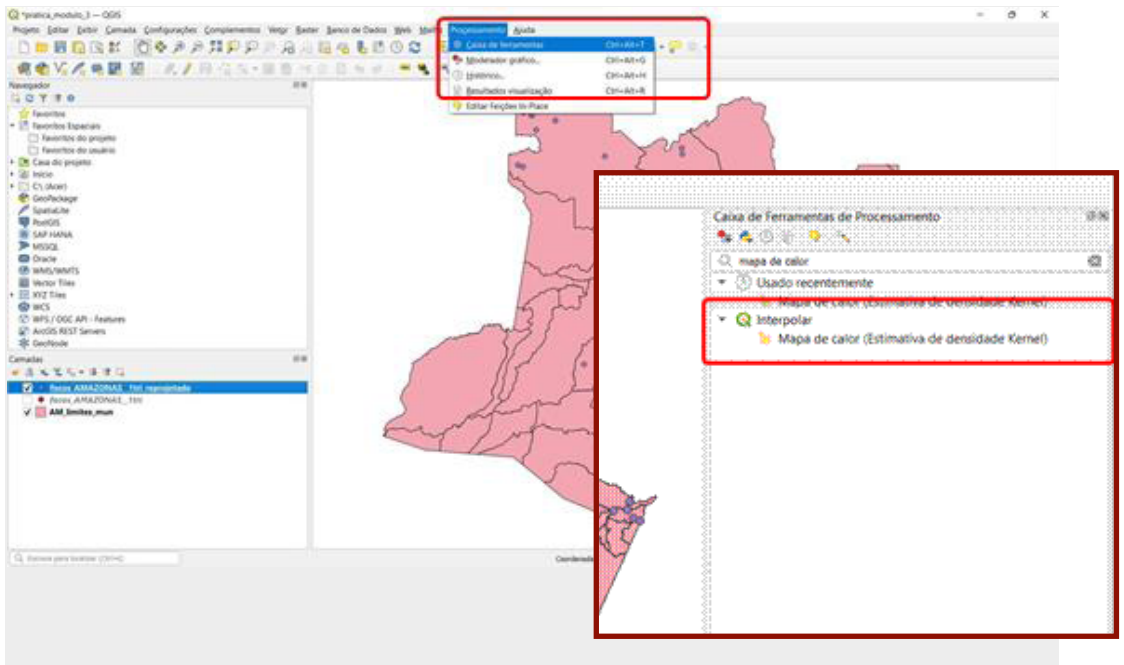 *pratica_modulo_3 — QGIS
Projeto Editar Exibir Camada Configurações Complementos Vetor Raster Banco de Dados Web Malha Processamento Ajuda
Caixa de ferramentas Ctrl+Alt+T
Modelador gráfico... Ctrl+Alt+G
Histórico... Ctrl+Alt+H
Resultados visualização Ctrl+Alt+R
Editar Feições In-Place
Navegador
Favoritos
Favoritos Espaciais
Favoritos do projeto
Favoritos do usuário
Casa do projeto
Início
C:\ (Acer)
GeoPackage
SpatiaLite
PostGIS
SAP HANA
MSSQL
Oracle
WMS/WMTS
Vector Tiles
XYZ Tiles
WCS
WFS / OGC API - Features
ArcGIS REST Servers
GeoNode
Camadas
focos_AMAZONAS_1tri_reprojetado
focos_AMAZONAS_1tri
AM_limites_mun
Coordenada
Caixa de Ferramentas de Processamento
mapa de calor
Usado recentemente
Mapa de calor (Estimativa de densidade Kernel)
Interpolar
Mapa de calor (Estimativa de densidade Kernel)